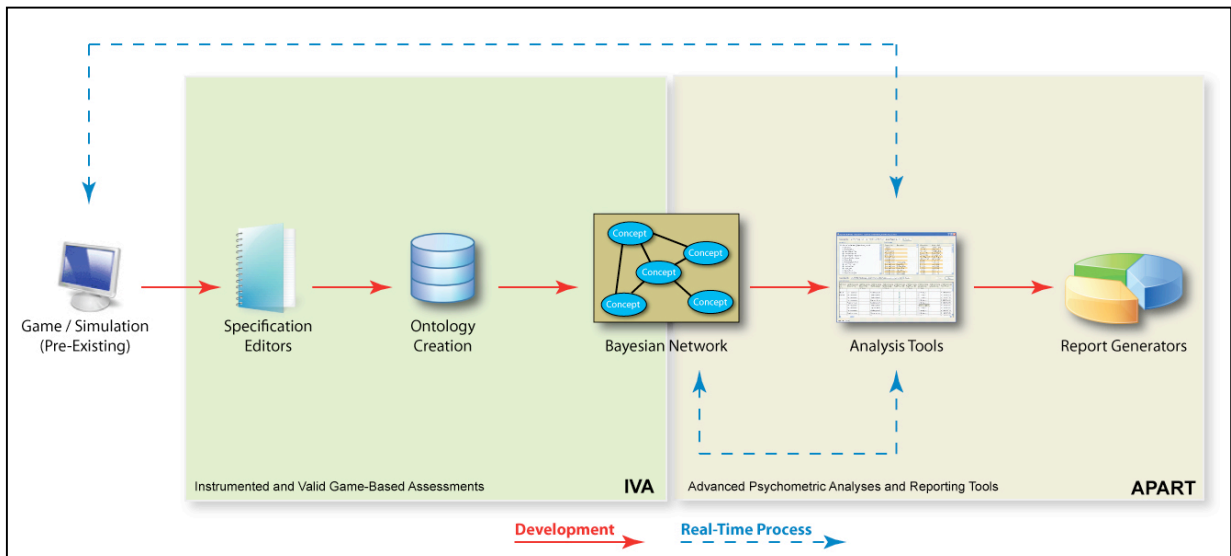 Game / Simulation
(Pre-Existing)
Specification
Editors
Ontology
Creation
Concept
Concept
Concept
Concept
Concept
Bayesian Network
Analysis Tools
Report Generators
Instrumented and Valid Game-Based Assessments
IVA
Advanced Psychometric Analyses and Reporting Tools
APART
Development
Real-Time Process